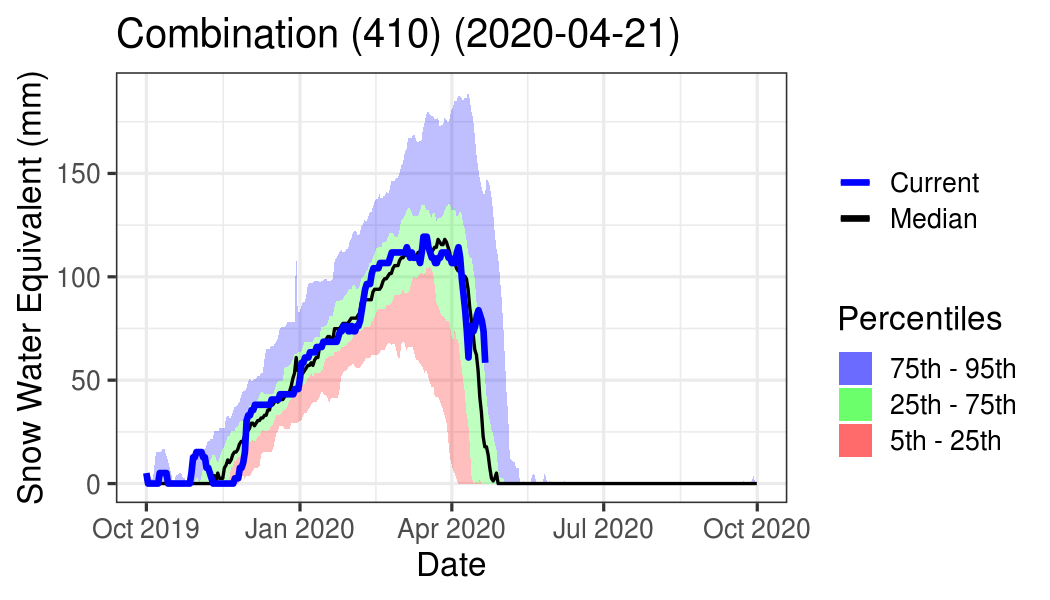 Combination (410) (2020-04-21)
Snow Water Equivalent (mm)
150
100
50
0
Oct 2019
Jan 2020
Apr 2020
Jul 2020
Oct 2020
Date
Current
Median
Percentiles
75th - 95th
25th - 75th
5th - 25th